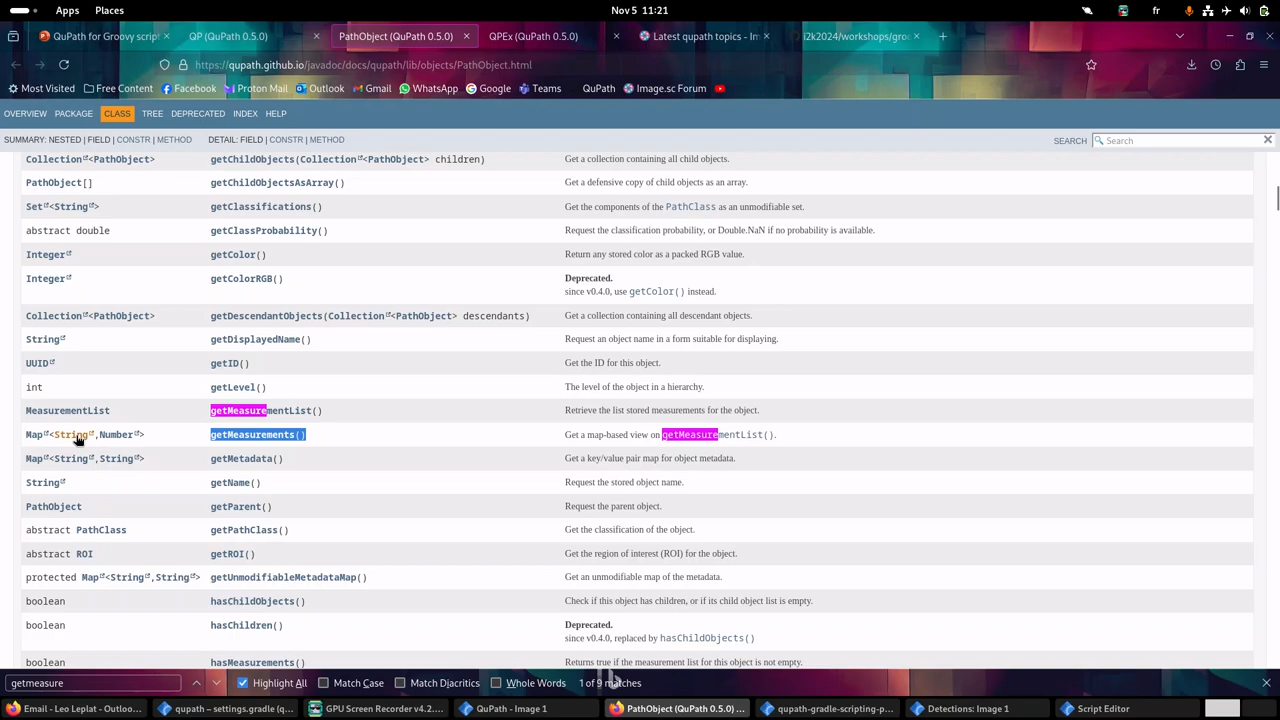 Apps Places Nov 5 11:21 fr
QuPath for Groovy script QP (QuPath 0.5.0) PathObject (QuPath 0.5.0) QPEx (QuPath 0.5.0) Latest qupath topics - Im i2k2024/workshops/groo
https://qupath.github.io/javadoc/docs/qupath/lib/objects/PathObject.html
Most Visited Free Content Facebook Proton Mail Outlook Gmail WhatsApp Google Teams QuPath Image.sc Forum
OVERVIEW PACKAGE CLASS TREE DEPRECATED INDEX HELP
SUMMARY: NESTED | FIELD | CONSTR | METHOD DETAIL: FIELD | CONSTR | METHOD SEARCH Search
Collection<PathObject> getChildObjects(Collection<PathObject> children) Get a collection containing all child objects.
PathObject[] getChildObjectsAsArray() Get a defensive copy of child objects as an array.
Set<String> getClassifications() Get the components of the PathClass as an unmodifiable set.
abstract double getClassProbability() Request the classification probability, or Double.NaN if no probability is available.
Integer getColor() Return any stored color as a packed RGB value.
Integer getColorRGB() Deprecated.
since v0.4.0, use getColor() instead.
Collection<PathObject> getDescendantObjects(Collection<PathObject> descendants) Get a collection containing all descendant objects.
String getDisplayedName() Request an object name in a form suitable for displaying.
UUID getID() Get the ID for this object.
int getLevel() The level of the object in a hierarchy.
MeasurementList getMeasurementList() Retrieve the list stored measurements for the object.
Map<String,Number> getMeasurements() Get a map-based view on getMeasurementList().
Map<String,String> getMetadata() Get a key/value pair map for object metadata.
String getName() Request the stored object name.
PathObject getParent() Request the parent object.
abstract PathClass getPathClass() Get the classification of the object.
abstract ROI getROI() Get the region of interest (ROI) for the object.
protected Map<String,String> getUnmodifiableMetadataMap() Get an unmodifiable map of the metadata.
boolean hasChildObjects() Check if this object has children, or if its child object list is empty.
boolean hasChildren() Deprecated.
since v0.4.0, replaced by hasChildObjects()
boolean hasMeasurements() Returns true if the measurement list for this object is not empty.
getmeasure Highlight All Match Case Match Diacritics Whole Words 1 of 9 matches
Email - Leo Leplat - Outloo... qupath – settings.gradle (q... GPU Screen Recorder v4.2.... QuPath - Image 1 PathObject (QuPath 0.5.0) ... qupath-gradle-scripting-p... Detections: Image 1 Script Editor